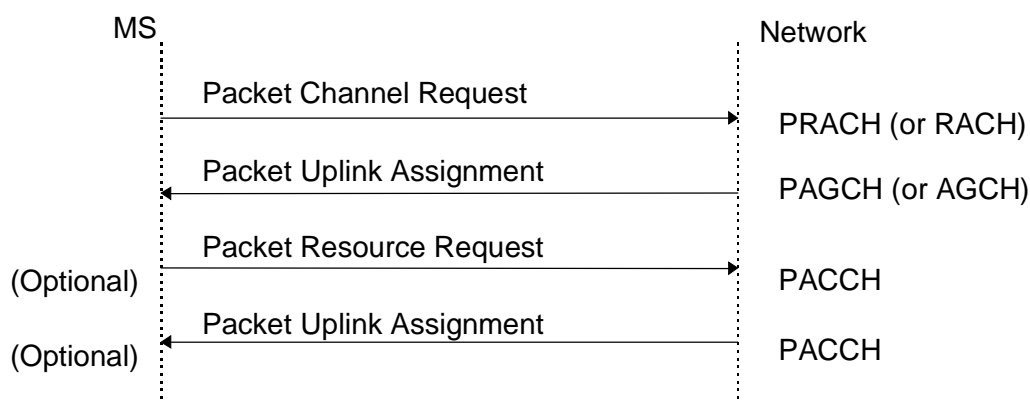 MS
Network
Packet Channel Request
PRACH (or RACH)
Packet Uplink Assignment
PAGCH (or AGCH)
Packet Resource Request
(Optional)
PACCH
Packet Uplink Assignment
(Optional)
PACCH